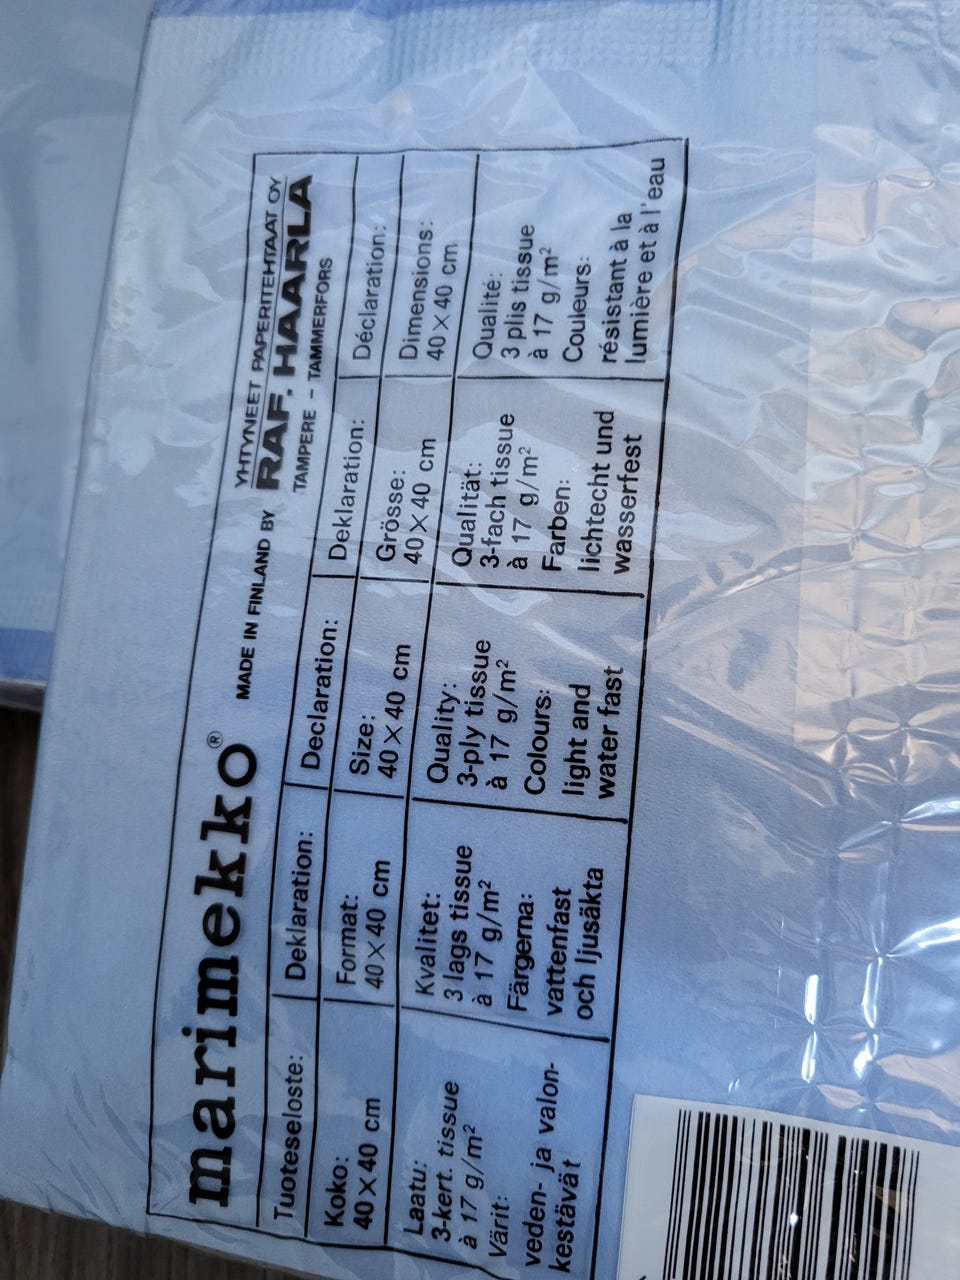 marimekko®
MADE IN FINLAND BY
YHTYNEET PAPERITEHTAAT OY
RAF. HAARLA
TAMPERE – TAMMERFORS
Tuoteseloste:
Koko:
40 × 40 cm
Laatu:
3-kert. tissue
à 17 g/m²
Värit:
veden- ja valon-
kestävät
Deklaration:
Format:
40 × 40 cm
Kvalitet:
3 lags tissue
à 17 g/m²
Färgerna:
vattenfast
och ljusäkta
Declaration:
Size:
40 × 40 cm
Quality:
3-ply tissue
à 17 g/m²
Colours:
light and
water fast
Deklaration:
Grösse:
40 × 40 cm
Qualität:
3-fach tissue
à 17 g/m²
Farben:
lichtecht und
wasserfest
Déclaration:
Dimensions:
40 × 40 cm
Qualité:
3 plis tissue
à 17 g/m²
Couleurs:
résistant à la
lumière et à l'eau